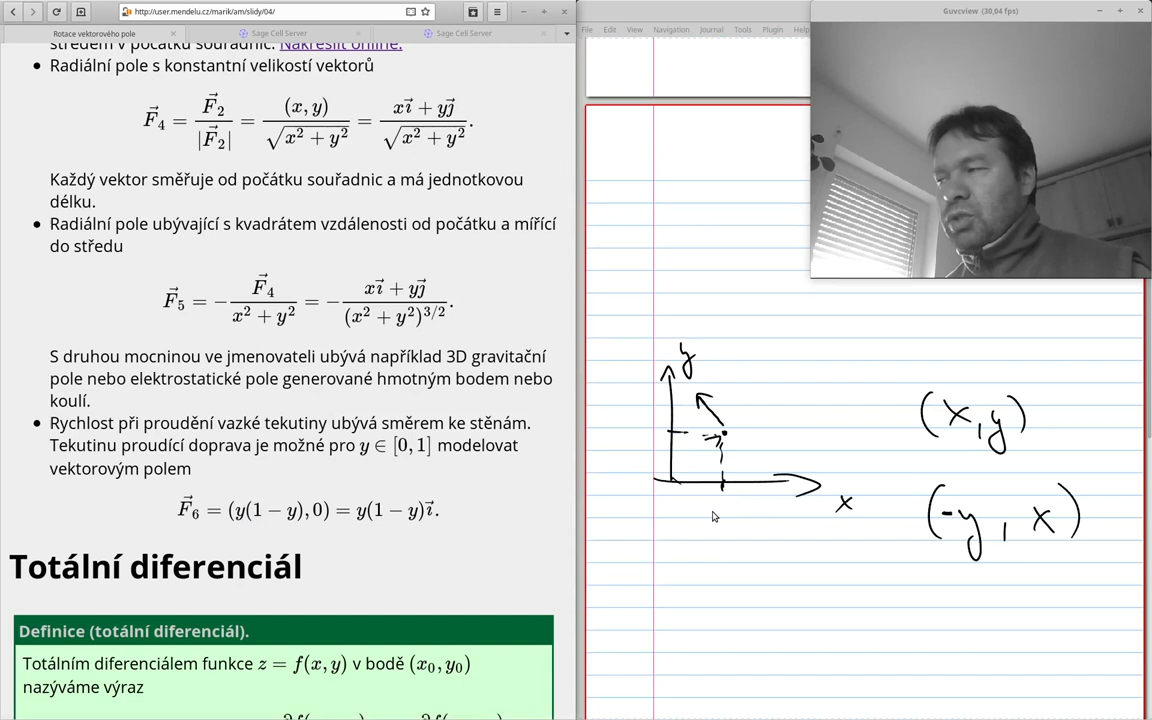 http://user.mendelu.cz/marik/am/slidy/04/
Rotace vektorového pole
Sage Cell Server
Sage Cell Server
středem v počátku souřadnic. Nakreslit online.
Radiální pole s konstantní velikostí vektorů
F⃗₄ = F⃗₂ / |F⃗₂| = (x, y) / √(x² + y²) = (xı⃗ + yȷ⃗) / √(x² + y²).
Každý vektor směřuje od počátku souřadnic a má jednotkovou
délku.
Radiální pole ubývající s kvadrátem vzdálenosti od počátku a mířící
do středu
F⃗₅ = − F⃗₄ / (x² + y²) = − (xı⃗ + yȷ⃗) / (x² + y²)^(3/2).
S druhou mocninou ve jmenovateli ubývá například 3D gravitační
pole nebo elektrostatické pole generované hmotným bodem nebo
koulí.
Rychlost při proudění vazké tekutiny ubývá směrem ke stěnám.
Tekutinu proudící doprava je možné pro y ∈ [0, 1] modelovat
vektorovým polem
F⃗₆ = (y(1 − y), 0) = y(1 − y)ı⃗.
Totální diferenciál
Definice (totální diferenciál).
Totálním diferenciálem funkce z = f(x, y) v bodě (x₀, y₀)
nazýváme výraz
File Edit View Navigation Journal Tools Plugin Help
Guvcview (30,04 fps)
y
x
(x, y)
(-y, x)